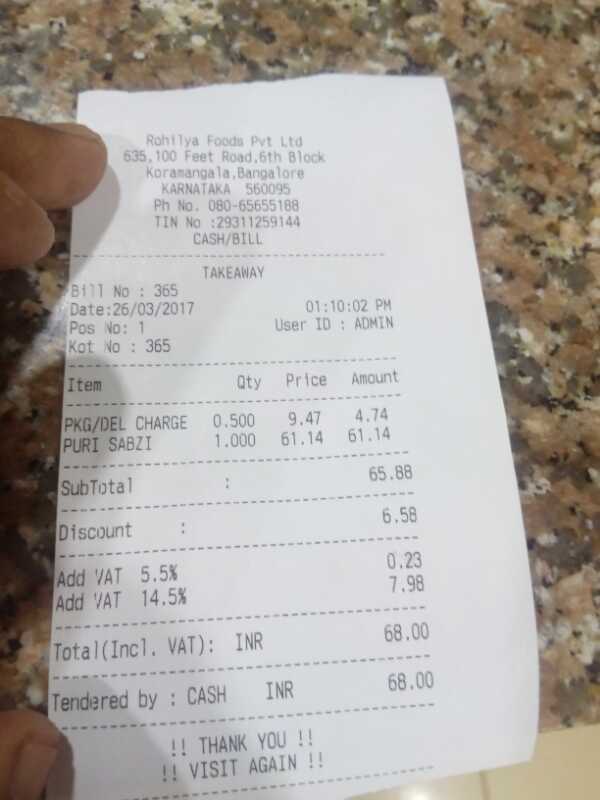 Rohilya Foods Pvt Ltd
635,100 Feet Road,6th Block
Koramangala,Bangalore
KARNATAKA 560095
Ph No. 080-65655188
TIN No :29311259144
CASH/BILL
TAKEAWAY
Bill No : 365
Date:26/03/2017 01:10:02 PM
Pos No: 1 User ID : ADMIN
Kot No : 365
Item Qty Price Amount
PKG/DEL CHARGE 0.500 9.47 4.74
PURI SABZI 1.000 61.14 61.14
SubTotal : 65.88
Discount : 6.58
Add VAT 5.5% 0.23
Add VAT 14.5% 7.98
Total(Incl. VAT): INR 68.00
Tendered by : CASH INR 68.00
!! THANK YOU !!
!! VISIT AGAIN !!